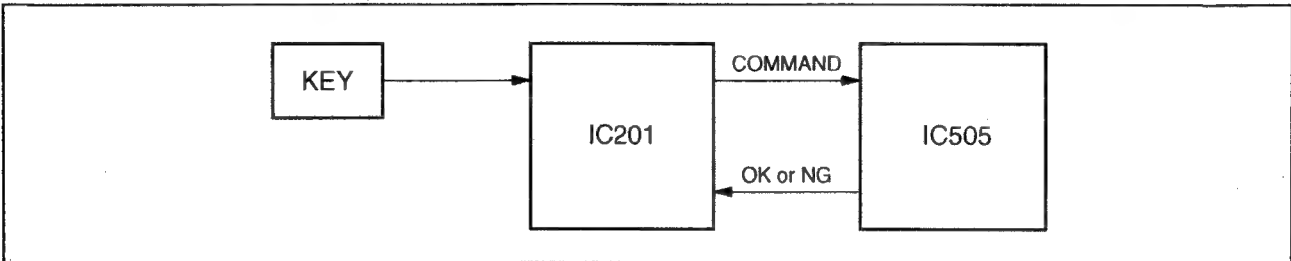 KEY
IC201
COMMAND
OK or NG
IC505